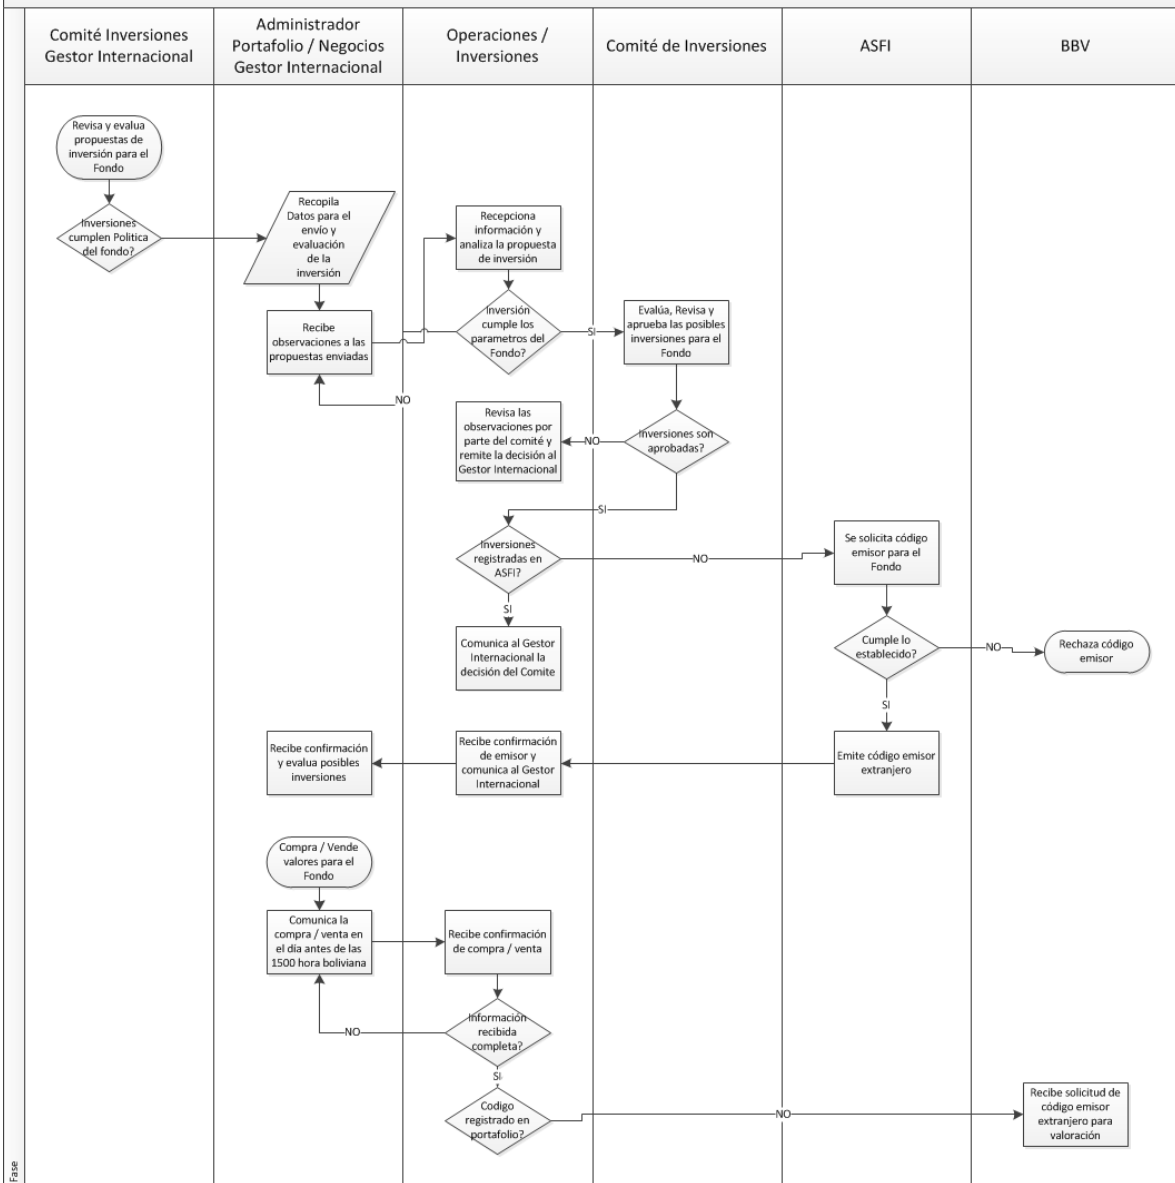 Comité Inversiones
Gestor Internacional
Administrador
Portafolio / Negocios
Gestor Internacional
Operaciones /
Inversiones
Comité de Inversiones
ASFI
BBV
Revisa y evalua
propuestas de
inversión para el
Fondo
Inversiones
cumplen Politica
del fondo?
Recopila
Datos para el
envío y
evaluación
de la
inversión
Recepciona
información y
analiza la propuesta
de inversión
Recibe
observaciones a las
propuestas enviadas
Inversión
cumple los
parametros del
Fondo?
SI
Evalúa, Revisa y
aprueba las posibles
inversiones para el
Fondo
NO
Revisa las
observaciones por
parte del comité y
remite la decisión al
Gestor Internacional
NO
Inversiones son
aprobadas?
SI
Inversiones
registradas en
ASFI?
NO
Se solicita código
emisor para el
Fondo
SI
Comunica al Gestor
Internacional la
decisión del Comite
Cumple lo
establecido?
NO
Rechaza código
emisor
SI
Recibe confirmación
y evalua posibles
inversiones
Recibe confirmación
de emisor y
comunica al Gestor
Internacional
Emite código emisor
extranjero
Compra / Vende
valores para el
Fondo
Comunica la
compra / venta en
el día antes de las
1500 hora boliviana
Recibe confirmación
de compra / venta
NO
Información
recibida
completa?
SI
Codigo
registrado en
portafolio?
NO
Recibe solicitud de
código emisor
extranjero para
valoración
Fase